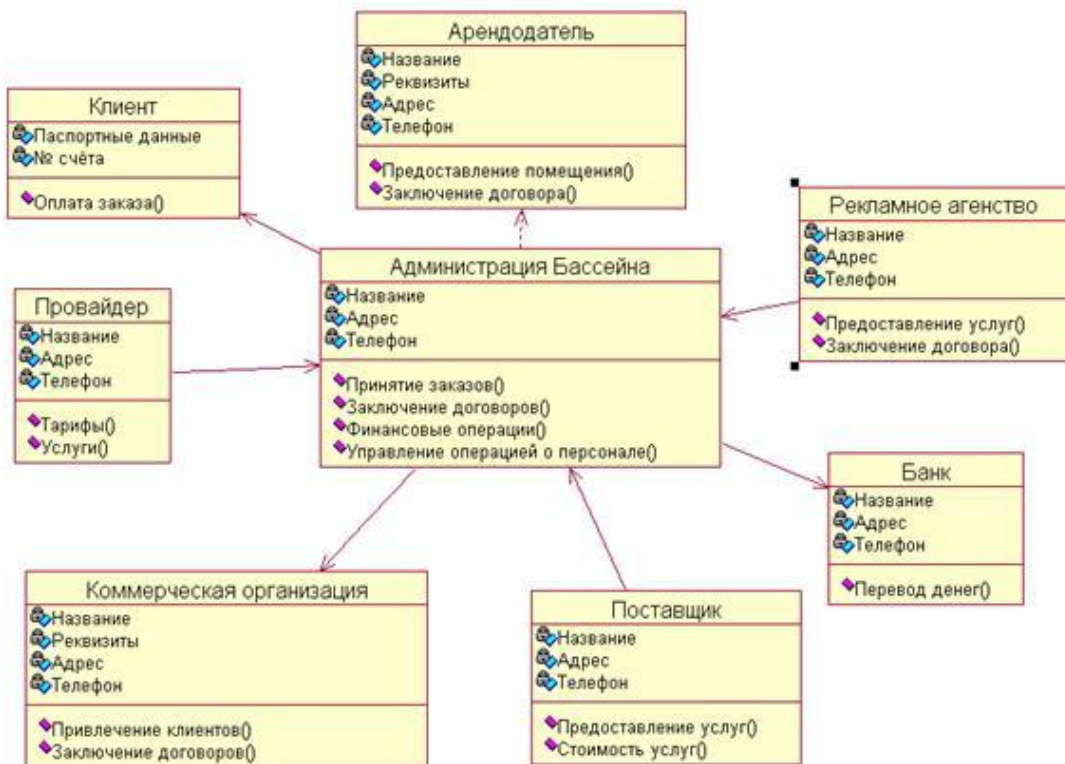 Арендодатель
Название
Реквизиты
Адрес
Телефон
Предоставление помещения()
Заключение договора()
Клиент
Паспортные данные
№ счёта
Оплата заказа()
Рекламное агенство
Название
Адрес
Телефон
Предоставление услуг()
Заключение договора()
Администрация Бассейна
Название
Адрес
Телефон
Принятие заказов()
Заключение договоров()
Финансовые операции()
Управление операцией о персонале()
Провайдер
Название
Адрес
Телефон
Тарифы()
Услуги()
Банк
Название
Адрес
Телефон
Перевод денег()
Коммерческая организация
Название
Реквизиты
Адрес
Телефон
Привлечение клиентов()
Заключение договоров()
Поставщик
Название
Адрес
Телефон
Предоставление услуг()
Стоимость услуг()